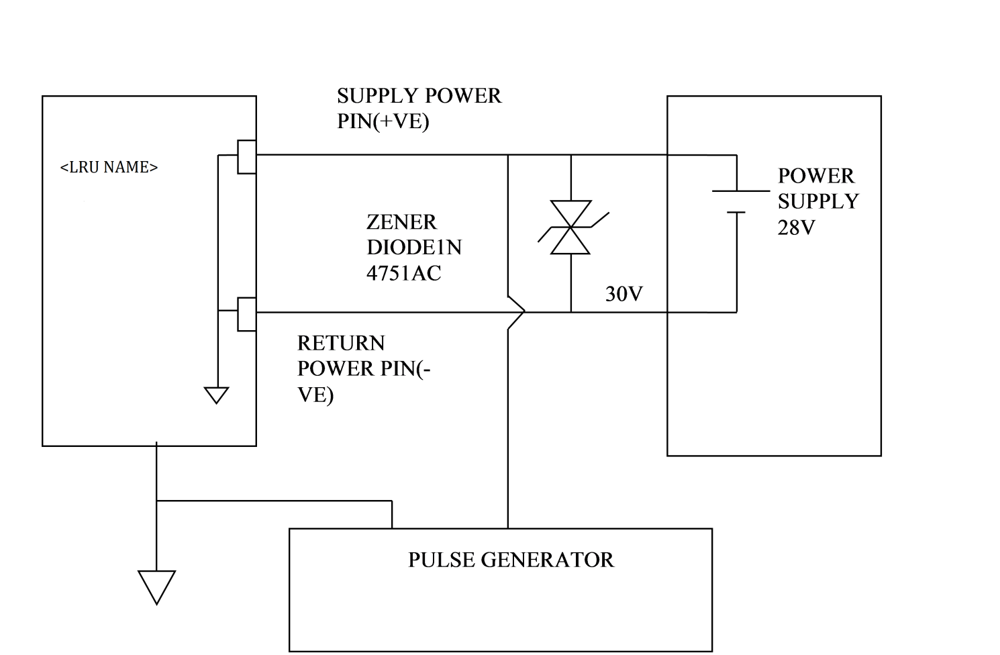 SUPPLY POWER
PIN(+VE)
<LRU NAME>
POWER
SUPPLY
28V
ZENER
DIODE1N
4751AC
30V
RETURN
POWER PIN(-
VE)
PULSE GENERATOR